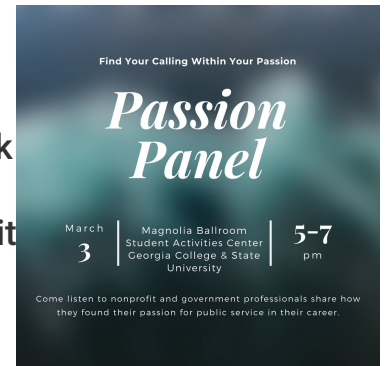 Find Your Calling Within Your Passion
Passion
Panel
March
3
Magnolia Ballroom
Student Activities Center
Georgia College & State
University
5-7
pm
Come listen to nonprofit and government professionals share how
they found their passion for public service in their career.
k
it